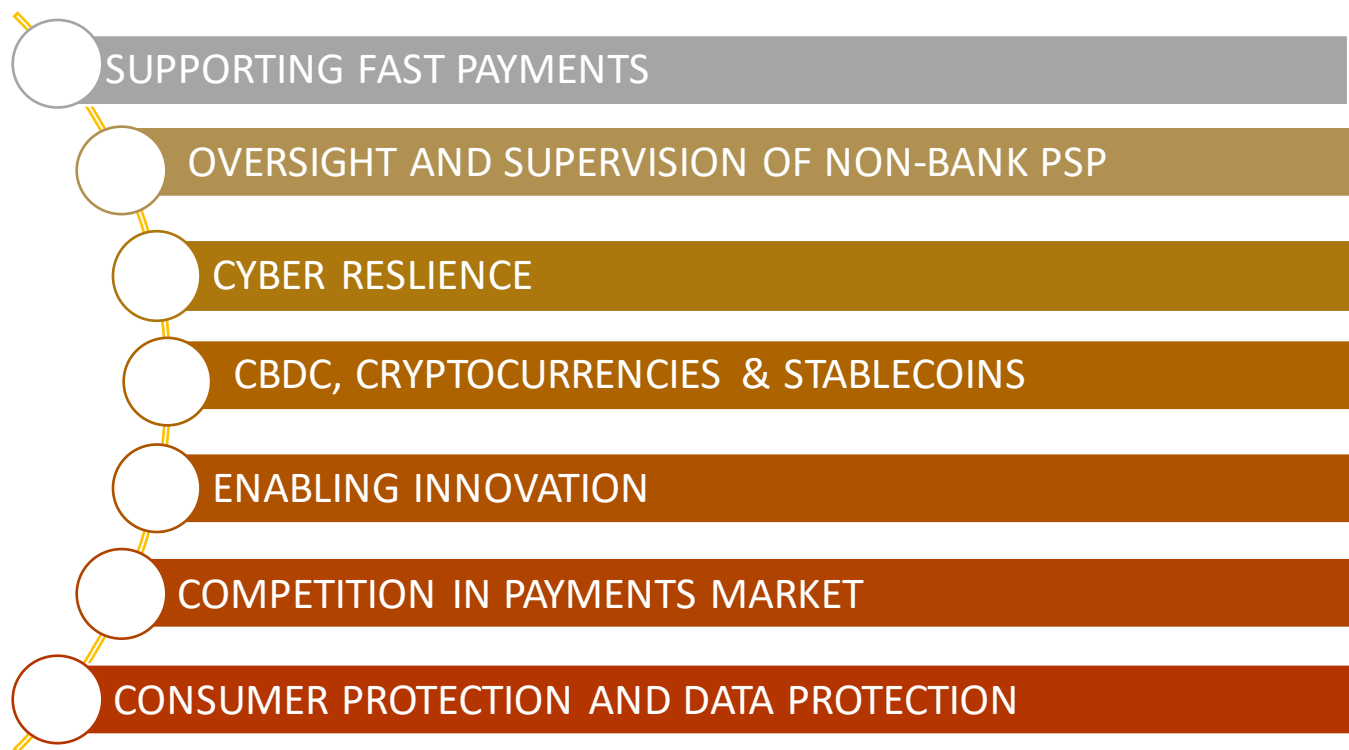 SUPPORTING FAST PAYMENTS
OVERSIGHT AND SUPERVISION OF NON-BANK PSP
CYBER RESLIENCE
CBDC, CRYPTOCURRENCIES & STABLECOINS
ENABLING INNOVATION
COMPETITION IN PAYMENTS MARKET
CONSUMER PROTECTION AND DATA PROTECTION